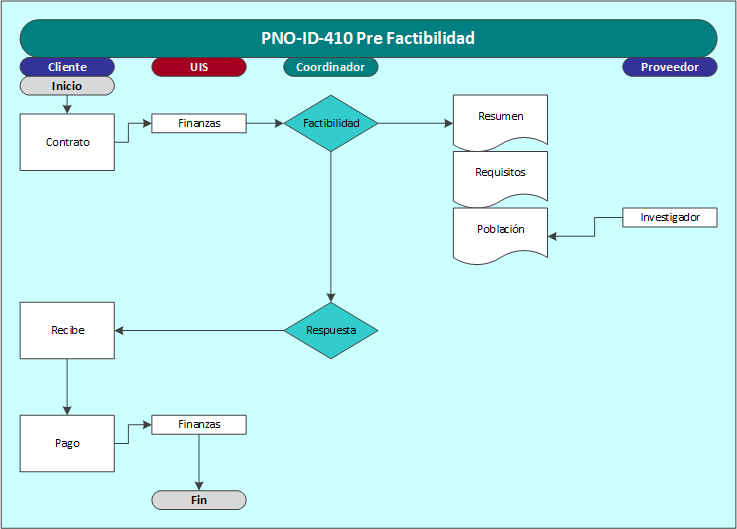 PNO-ID-410 Pre Factibilidad
Cliente
UIS
Coordinador
Proveedor
Inicio
Contrato
Finanzas
Factibilidad
Resumen
Requisitos
Población
Investigador
Recibe
Respuesta
Pago
Finanzas
Fin